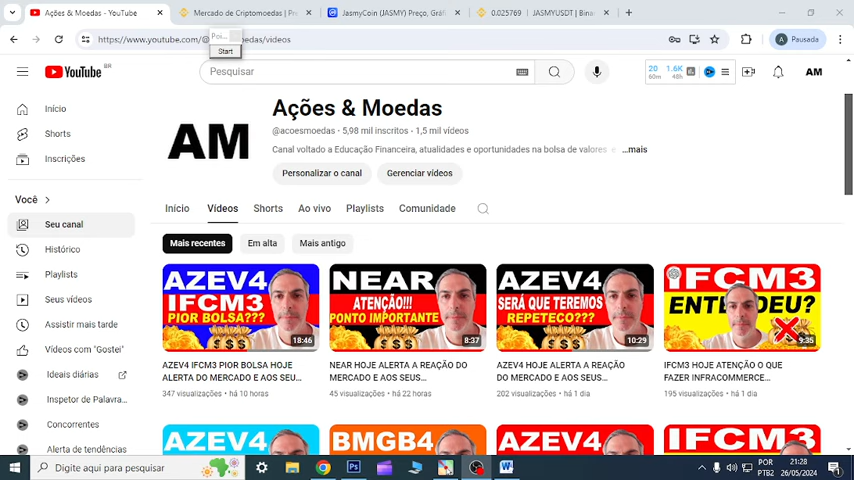 Ações & Moedas - YouTube
Mercado de Criptomoedas | Pr
JasmyCoin (JASMY) Preço, Gráfi
0.025769 | JASMYUSDT | Binan
https://www.youtube.com/@
edas/videos
Poi...
Start
Pausada
YouTube BR
Pesquisar
20 60m
1.6K 48h
AM
Início
Shorts
Inscrições
Você
Seu canal
Histórico
Playlists
Seus vídeos
Assistir mais tarde
Vídeos com "Gostei"
Ideais diárias
Inspetor de Palavra...
Concorrentes
Alerta de tendências
AM
Ações & Moedas
@acoesmoedas • 5,98 mil inscritos • 1,5 mil vídeos
Canal voltado a Educação Financeira, atualidades e oportunidades na bolsa de valores e ...mais
Personalizar o canal
Gerenciar vídeos
Início Vídeos Shorts Ao vivo Playlists Comunidade
Mais recentes Em alta Mais antigo
AZEV4
IFCM3
PIOR BOLSA???
18:46
AZEV4 IFCM3 PIOR BOLSA HOJE
ALERTA DO MERCADO E AOS SEU...
347 visualizações • há 10 horas
NEAR
ATENÇÃO!!!
PONTO IMPORTANTE
8:37
NEAR HOJE ALERTA A REAÇÃO DO
MERCADO E AOS SEUS...
45 visualizações • há 22 horas
AZEV4
SERÁ QUE TEREMOS
REPETECO???
10:29
AZEV4 HOJE ALERTA A REAÇÃO
DO MERCADO E AOS SEUS...
202 visualizações • há 1 dia
IFCM3
ENTENDEU?
9:35
IFCM3 HOJE ATENÇÃO O QUE
FAZER INFRACOMMERCE...
195 visualizações • há 1 dia
AZEV4
BMGB4
AZEV4
IFCM3
Digite aqui para pesquisar
POR
PTB2
21:28
26/05/2024